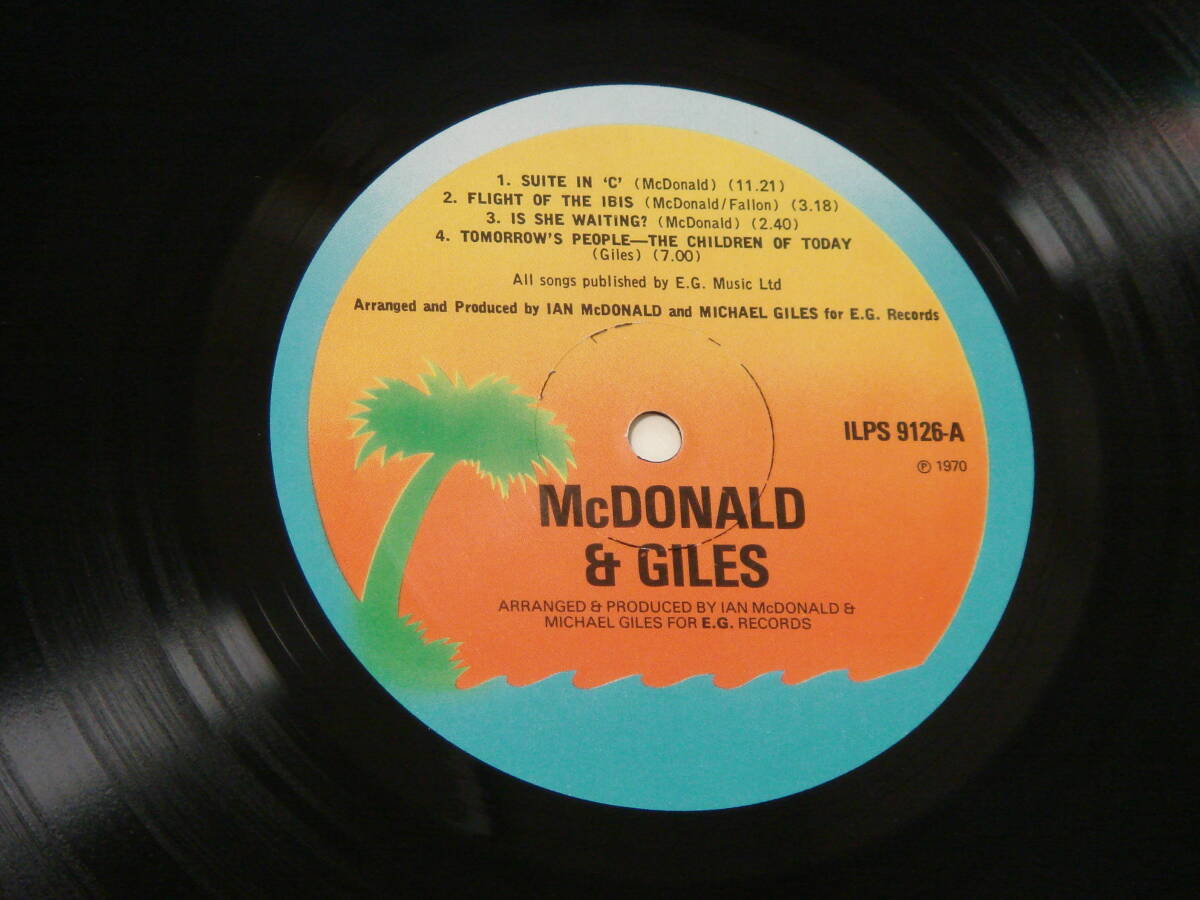 1. SUITE IN 'C' (McDonald) (11.21)
2. FLIGHT OF THE IBIS (McDonald/Fallon) (3.18)
3. IS SHE WAITING? (McDonald) (2.40)
4. TOMORROW'S PEOPLE—THE CHILDREN OF TODAY
(Giles) (7.00)
All songs published by E.G. Music Ltd
Arranged and Produced by IAN McDONALD and MICHAEL GILES for E.G. Records
ILPS 9126-A
℗ 1970
McDONALD
& GILES
ARRANGED & PRODUCED BY IAN McDONALD &
MICHAEL GILES FOR E.G. RECORDS